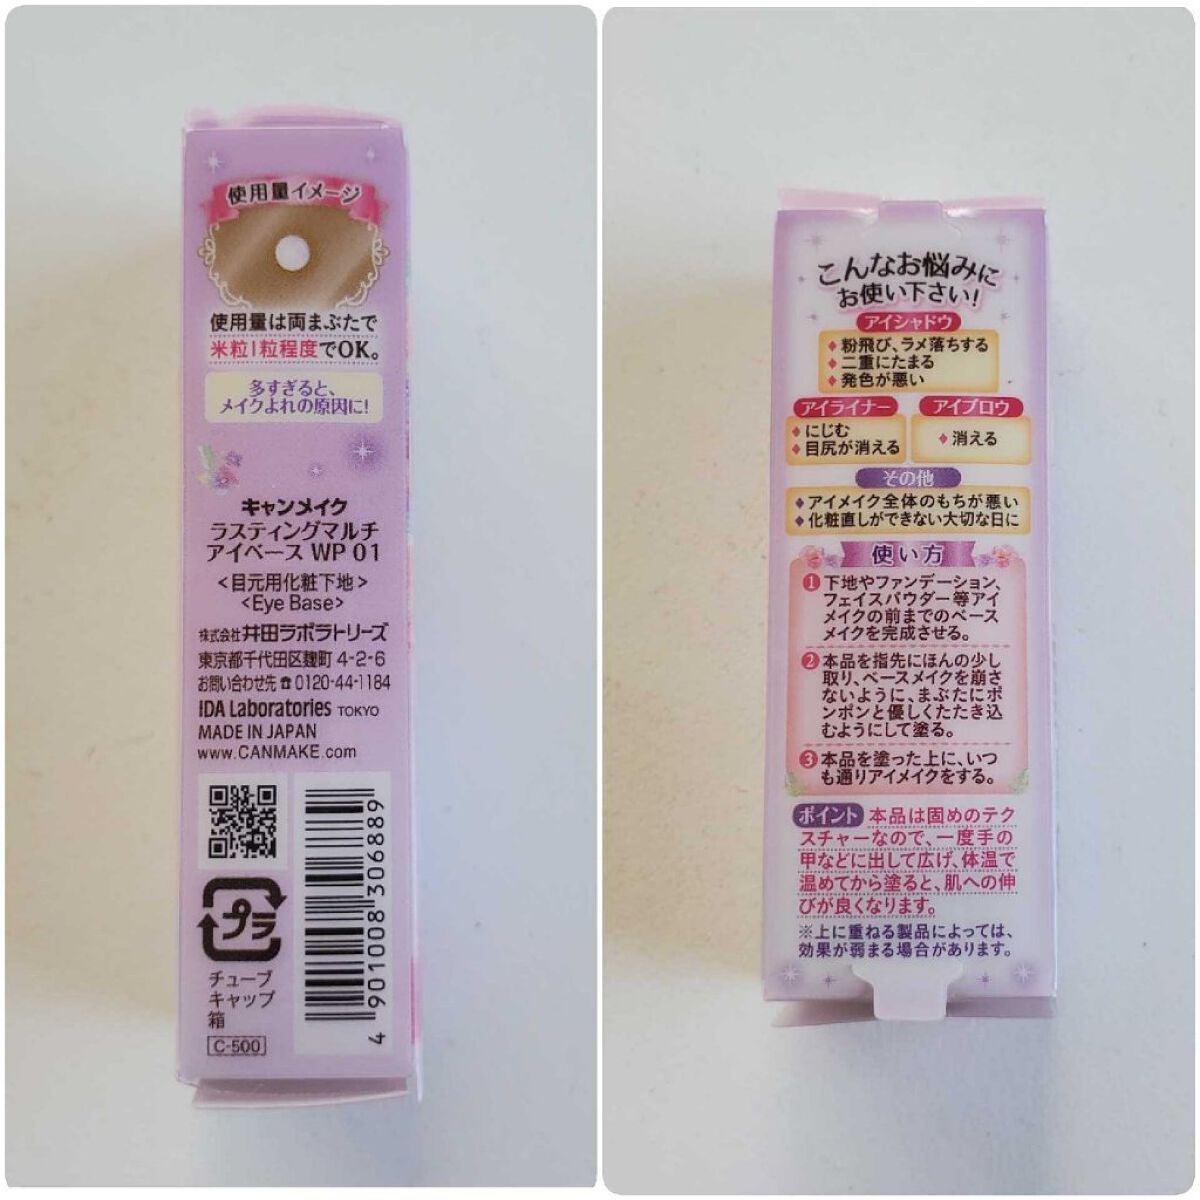 使用量イメージ
使用量は両まぶたで
米粒1粒程度でOK。
多すぎると、
メイクよれの原因に!
キャンメイク
ラスティングマルチ
アイベース WP 01
<目元用化粧下地>
<Eye Base>
株式会社 井田ラボラトリーズ
東京都千代田区麹町 4-2-6
お問い合わせ先 ☎ 0120-44-1184
IDA Laboratories TOKYO
MADE IN JAPAN
www.CANMAKE.com
プラ
チューブ
キャップ
箱
C-500
4 901008 306889
こんなお悩みに
お使い下さい!
アイシャドウ
♦粉飛び、ラメ落ちする
♦二重にたまる
♦発色が悪い
アイライナー
♦にじむ
♦目尻が消える
アイブロウ
♦消える
その他
♦アイメイク全体のもちが悪い
♦化粧直しができない大切な日に
使い方
❶下地やファンデーション、
フェイスパウダー等アイ
メイクの前までのベース
メイクを完成させる。
❷本品を指先にほんの少し
取り、ベースメイクを崩さ
ないように、まぶたにポ
ンポンと優しくたたき込
むようにして塗る。
❸本品を塗った上に、いつ
も通りアイメイクをする。
ポイント 本品は固めのテク
スチャーなので、一度手の
甲などに出して広げ、体温で
温めてから塗ると、肌への伸
びが良くなります。
※上に重ねる製品によっては、
効果が弱まる場合があります。